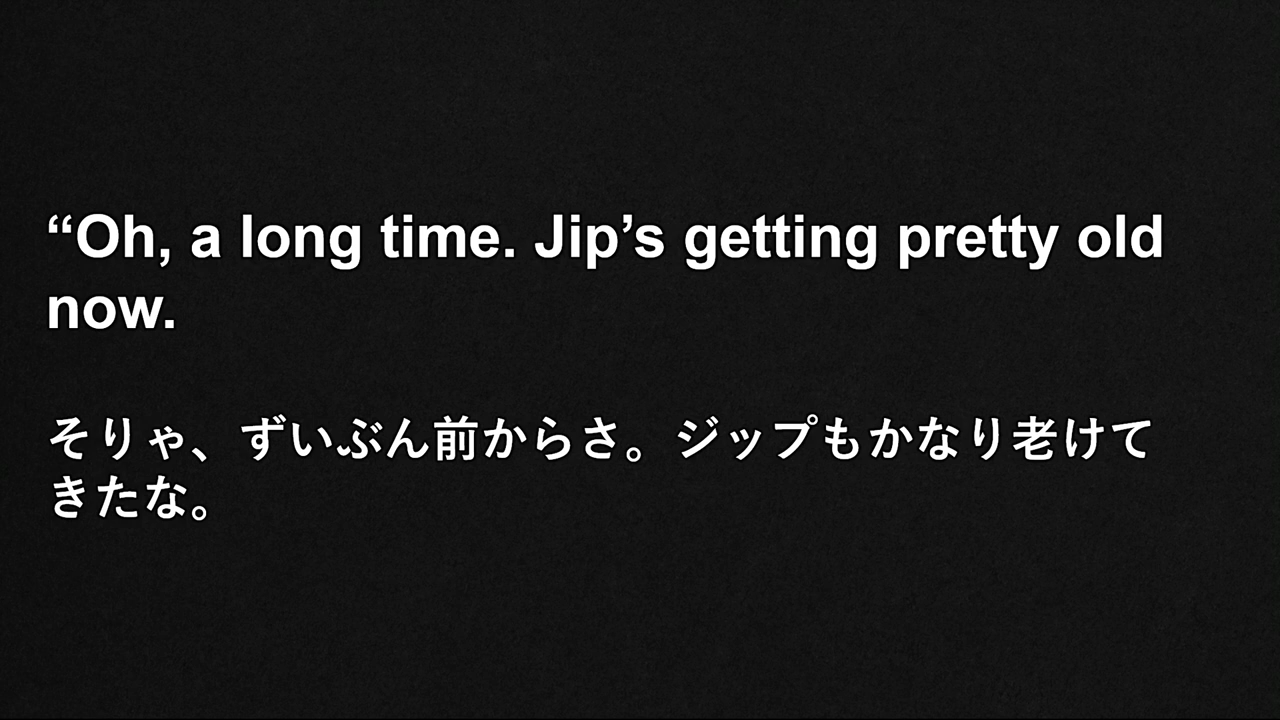 “Oh, a long time. Jip’s getting pretty old
now.
そりゃ、ずいぶん前からさ。ジップもかなり老けて
きたな。